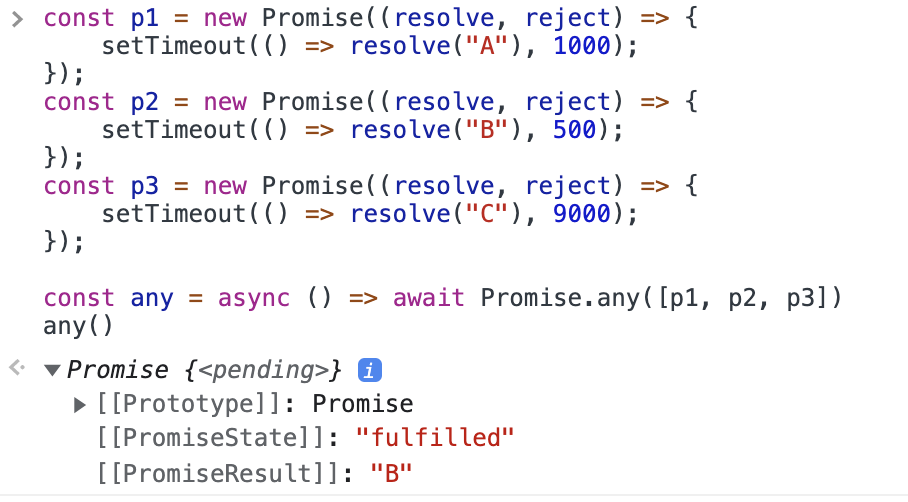 const p1 = new Promise((resolve, reject) => {
    setTimeout(() => resolve("A"), 1000);
});
const p2 = new Promise((resolve, reject) => {
    setTimeout(() => resolve("B"), 500);
});
const p3 = new Promise((resolve, reject) => {
    setTimeout(() => resolve("C"), 9000);
});

const any = async () => await Promise.any([p1, p2, p3])
any()
Promise {<pending>} i
[[Prototype]]: Promise
[[PromiseState]]: "fulfilled"
[[PromiseResult]]: "B"